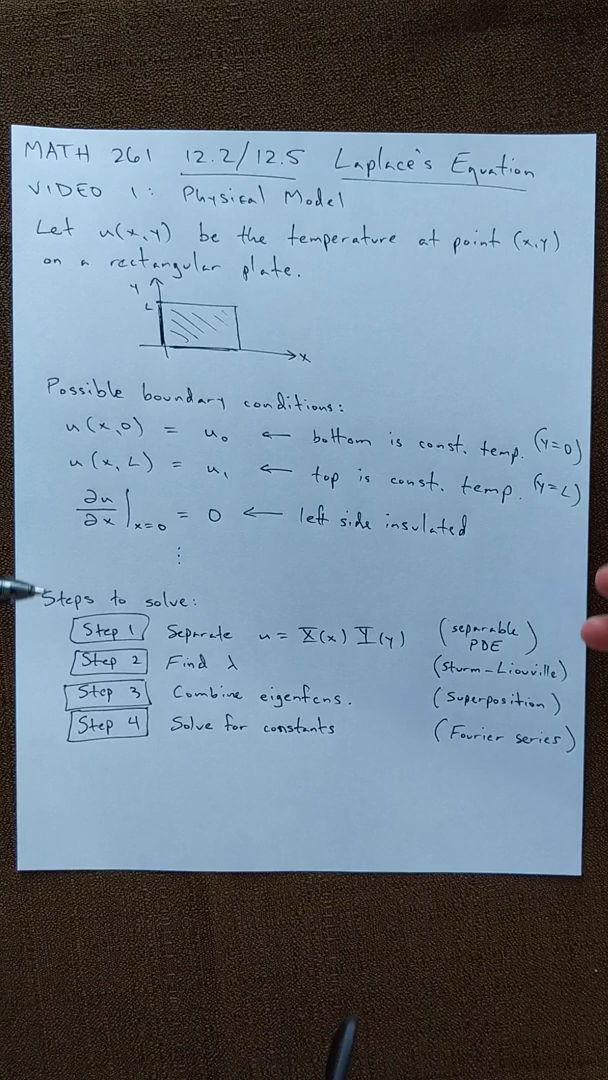 MATH 261 12.2/12.5 Laplace's Equation
VIDEO 1: Physical Model
Let u(x,y) be the temperature at point (x,y)
on a rectangular plate.
Y
L
x
Possible boundary conditions:
u(x,0) = u₀ ← bottom is const. temp. (y=0)
u(x,L) = u₁ ← top is const. temp. (y=L)
∂u/∂x |ₓ₌₀ = 0 ← left side insulated
⋮
Steps to solve:
Step 1 Separate u = X(x) Y(y) (separable PDE)
Step 2 Find λ (Sturm-Liouville)
Step 3 Combine eigenfcns. (Superposition)
Step 4 Solve for constants (Fourier series)